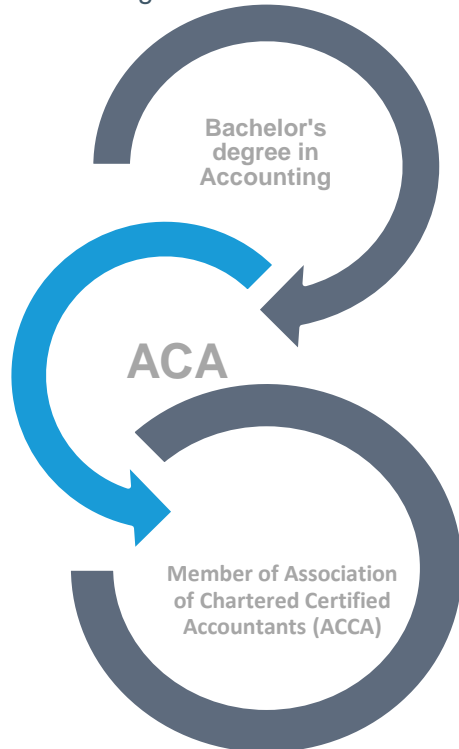 Bachelor's
degree in
Accounting
ACA
Member of Association
of Chartered Certified
Accountants (ACCA)